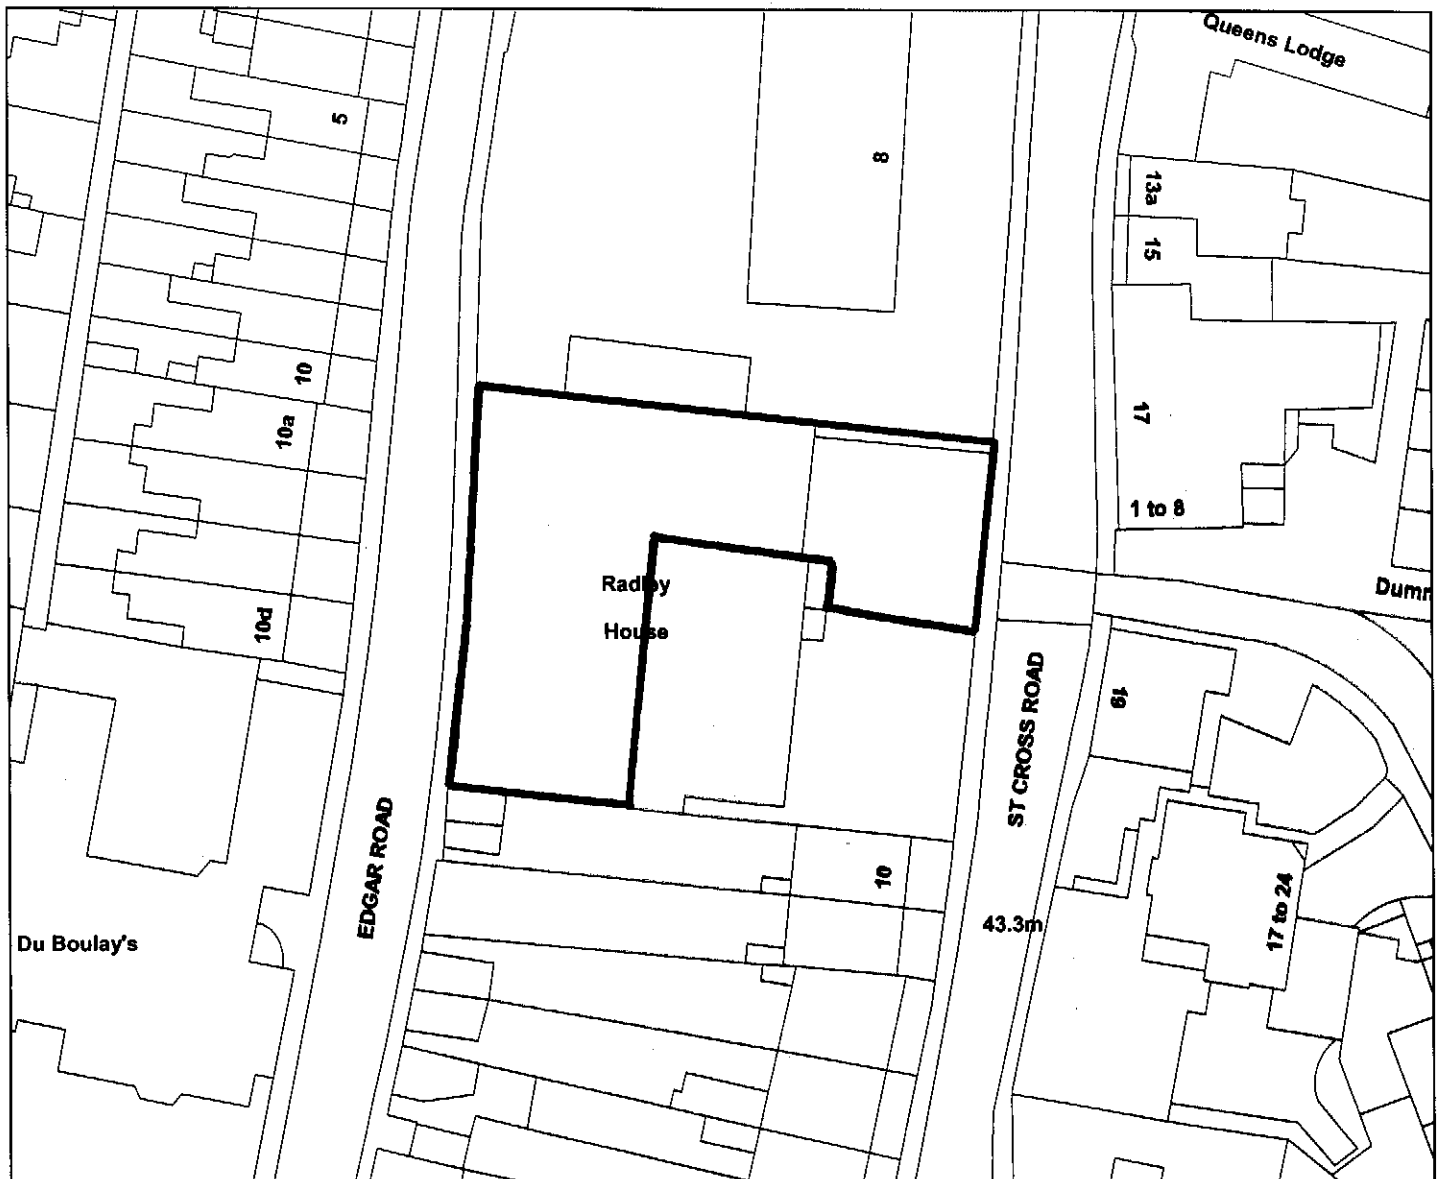 Queens Lodge
5
8
13a
15
10
10a
17
1 to 8
Radley
House
Dumr
10d
19
ST CROSS ROAD
EDGAR ROAD
10
17 to 24
43.3m
Du Boulay's